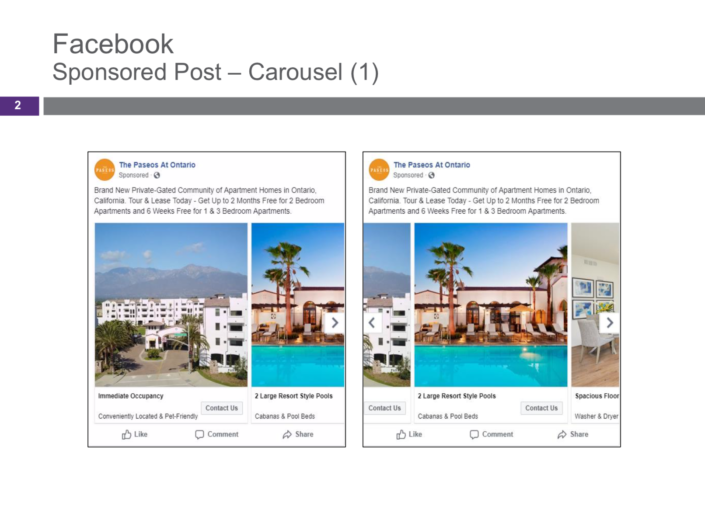 Facebook
Sponsored Post – Carousel (1)
2
The Paseos At Ontario
Sponsored ·
Brand New Private-Gated Community of Apartment Homes in Ontario,
California. Tour & Lease Today - Get Up to 2 Months Free for 2 Bedroom
Apartments and 6 Weeks Free for 1 & 3 Bedroom Apartments.
Immediate Occupancy
Conveniently Located & Pet-Friendly
Contact Us
2 Large Resort Style Pools
Cabanas & Pool Beds
Like
Comment
Share
PASEOS
The Paseos At Ontario
Sponsored ·
Brand New Private-Gated Community of Apartment Homes in Ontario,
California. Tour & Lease Today - Get Up to 2 Months Free for 2 Bedroom
Apartments and 6 Weeks Free for 1 & 3 Bedroom Apartments.
Contact Us
2 Large Resort Style Pools
Cabanas & Pool Beds
Contact Us
Spacious Floor
Washer & Dryer
Like
Comment
Share